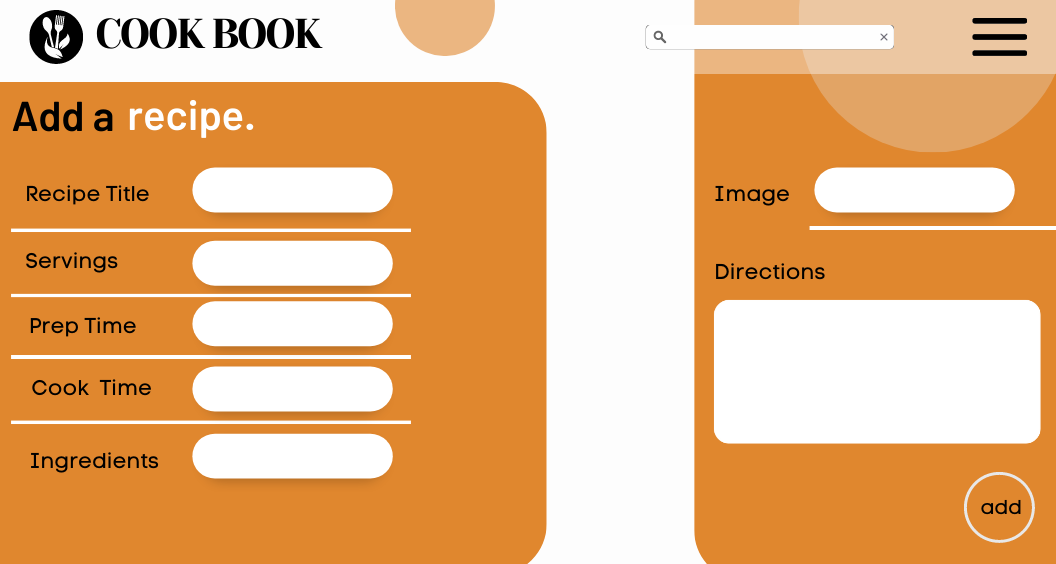 COOK BOOK
Add a recipe.
Recipe Title
Servings
Prep Time
Cook Time
Ingredients
Image
Directions
add